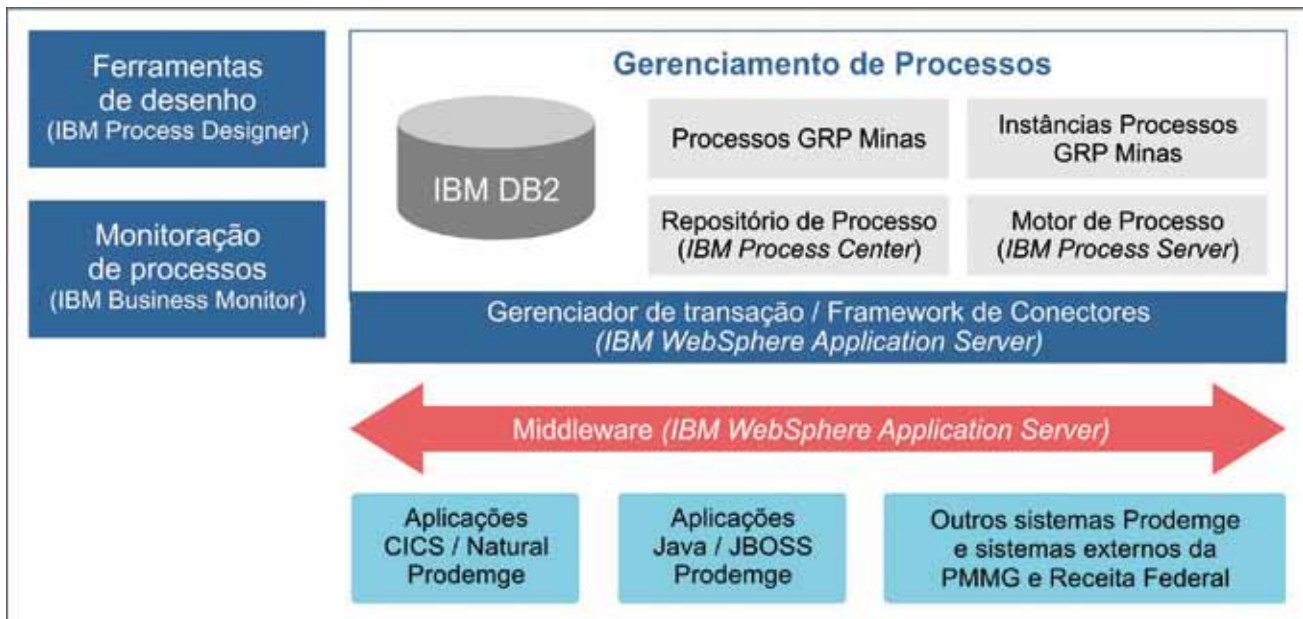 Ferramentas
de desenho
(IBM Process Designer)
Monitoração
de processos
(IBM Business Monitor)
Gerenciamento de Processos
IBM DB2
Processos GRP Minas
Instâncias Processos
GRP Minas
Repositório de Processo
(IBM Process Center)
Motor de Processo
(IBM Process Server)
Gerenciador de transação / Framework de Conectores
(IBM WebSphere Application Server)
Middleware (IBM WebSphere Application Server)
Aplicações
CICS / Natural
Prodemge
Aplicações
Java / JBOSS
Prodemge
Outros sistemas Prodemge
e sistemas externos da
PMMG e Receita Federal